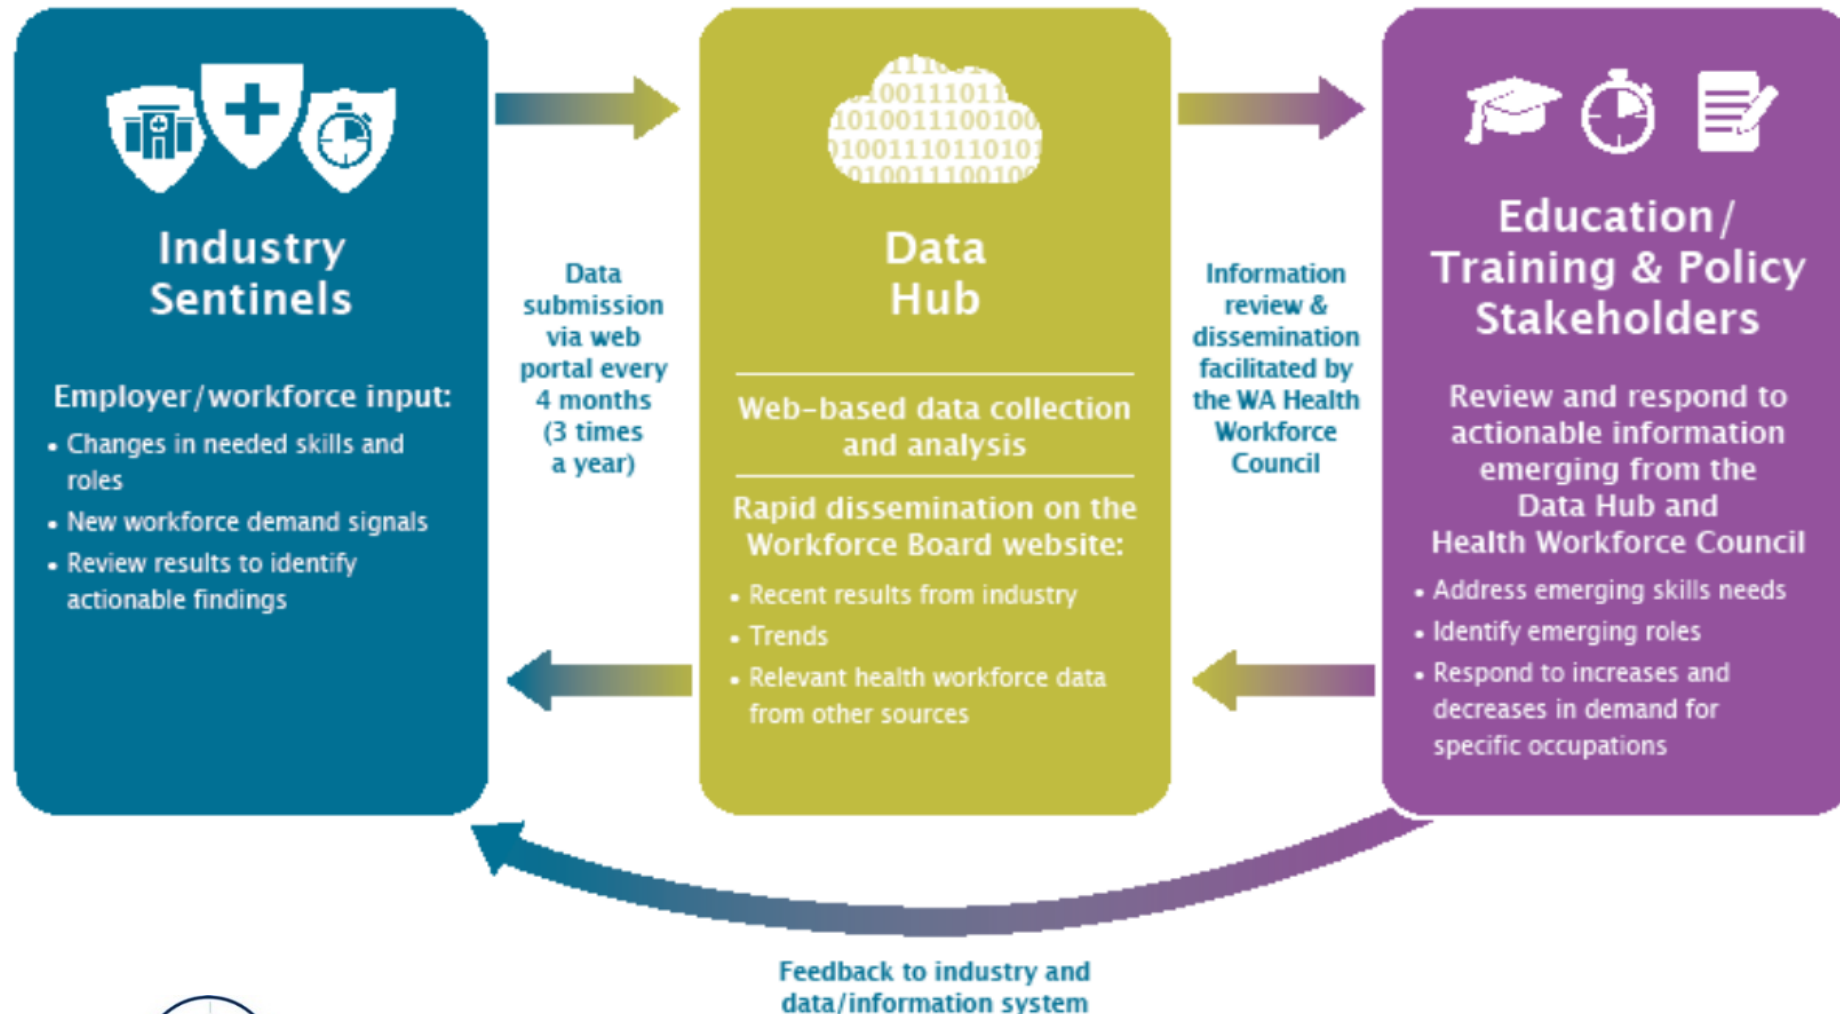 Industry
Sentinels
Employer/workforce input:
• Changes in needed skills and
roles
• New workforce demand signals
• Review results to identify
actionable findings
Data
submission
via web
portal every
4 months
(3 times
a year)
Data
Hub
Web-based data collection
and analysis
Rapid dissemination on the
Workforce Board website:
• Recent results from industry
• Trends
• Relevant health workforce data
from other sources
Information
review &
dissemination
facilitated by
the WA Health
Workforce
Council
Education/
Training & Policy
Stakeholders
Review and respond to
actionable information
emerging from the
Data Hub and
Health Workforce Council
• Address emerging skills needs
• Identify emerging roles
• Respond to increases and
decreases in demand for
specific occupations
Feedback to industry and
data/information system